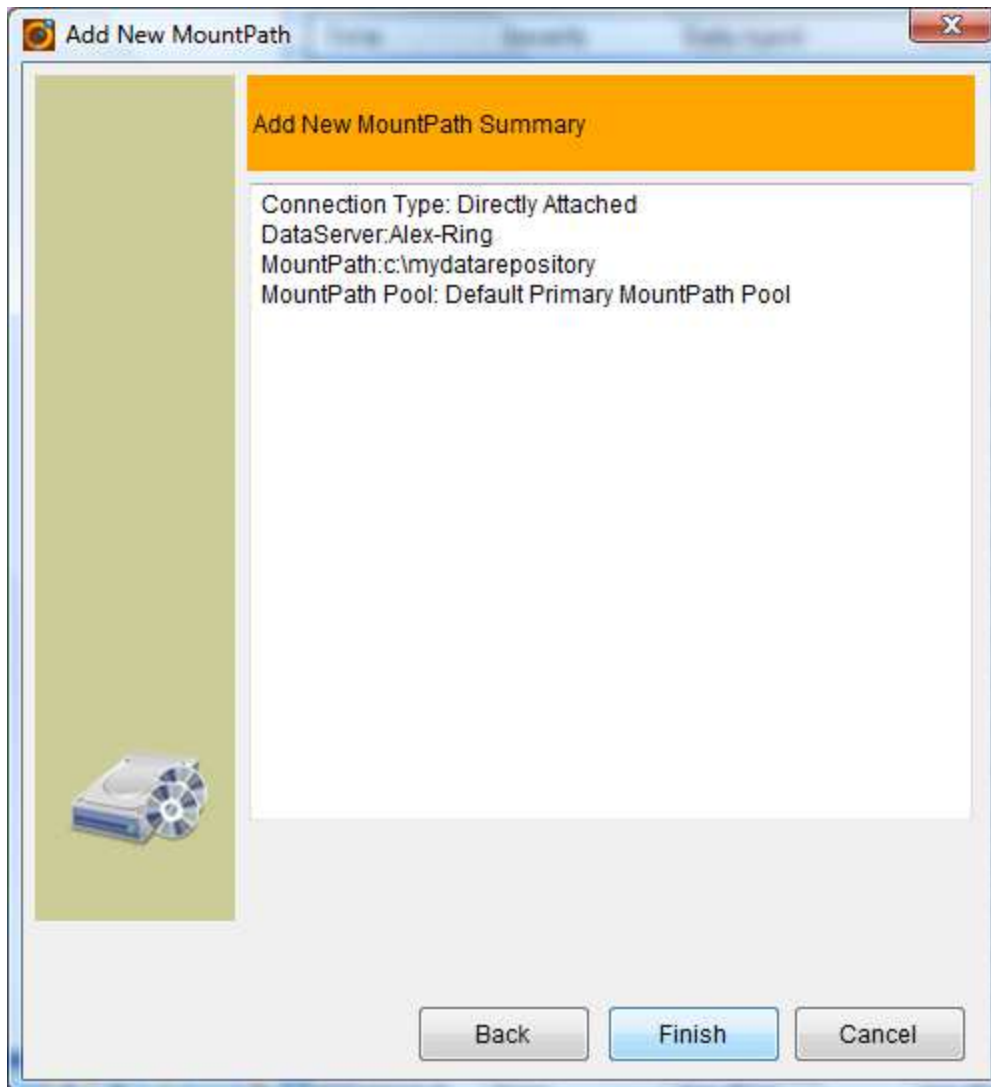 Add New MountPath
Add New MountPath Summary
Connection Type: Directly Attached
DataServer:Alex-Ring
MountPath:c:\mydatarepository
MountPath Pool: Default Primary MountPath Pool
Back
Finish
Cancel